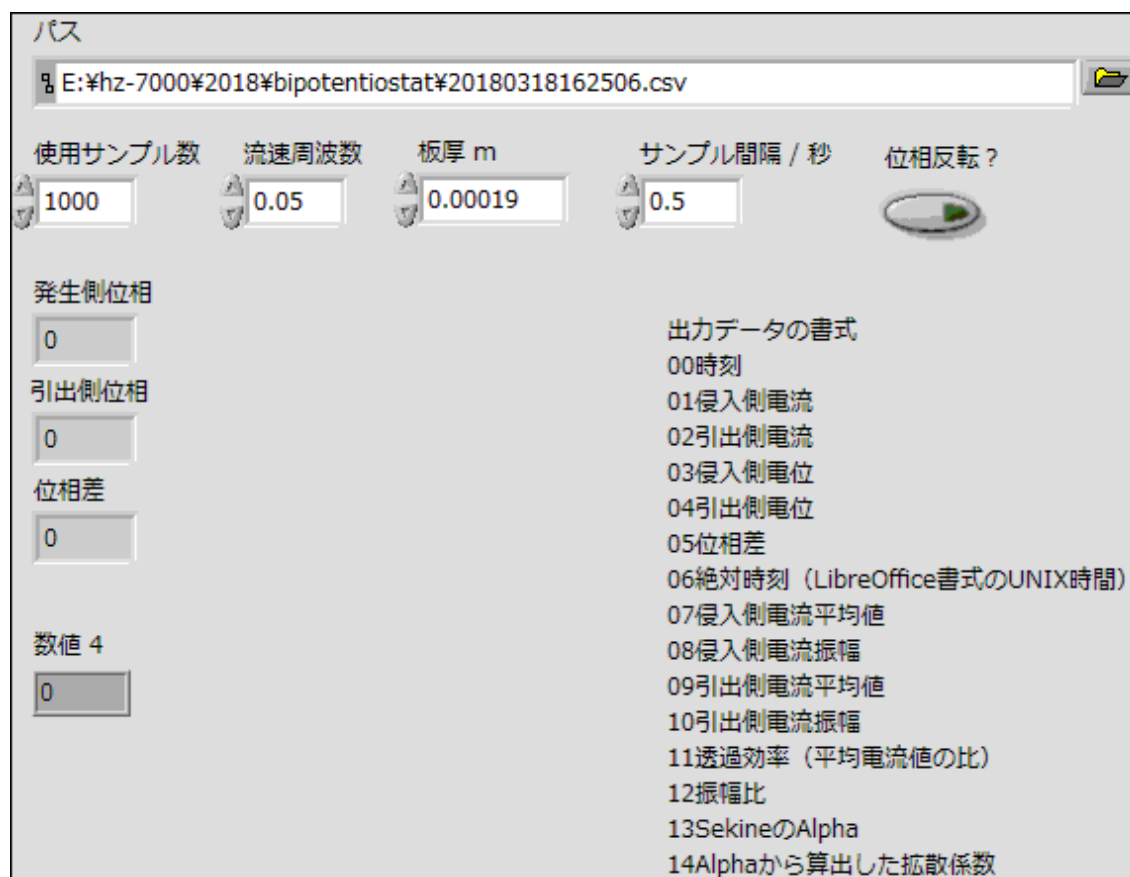 パス
E:¥hz-7000¥2018¥bipotentiostat¥20180318162506.csv
使用サンプル数 流速周波数 板厚 m サンプル間隔 / 秒 位相反転？
1000 0.05 0.00019 0.5
発生側位相
0
引出側位相
0
位相差
0
数値 4
0
出力データの書式
00時刻
01侵入側電流
02引出側電流
03侵入側電位
04引出側電位
05位相差
06絶対時刻（LibreOffice書式のUNIX時間）
07侵入側電流平均値
08侵入側電流振幅
09引出側電流平均値
10引出側電流振幅
11透過効率（平均電流値の比）
12振幅比
13SekineのAlpha
14Alphaから算出した拡散係数